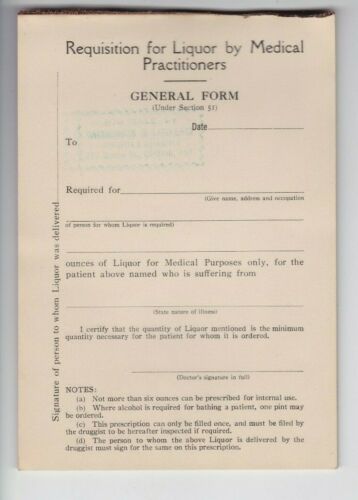 Requisition for Liquor by Medical
Practitioners
GENERAL FORM
(Under Section 51)
Date
To
Required for
(Give name, address and occupation
of person for whom Liquor is required)
ounces of Liquor for Medical Purposes only, for the
patient above named who is suffering from
(State nature of illness)
I certify that the quantity of Liquor mentioned is the minimum
quantity necessary for the patient for whom it is ordered.
(Doctor's signature in full)
NOTES:
(a) Not more than six ounces can be prescribed for internal use.
(b) Where alcohol is required for bathing a patient, one pint may
be ordered.
(c) This prescription can only be filled once, and must be filed by
the druggist to be hereafter inspected if required.
(d) The person to whom the above Liquor is delivered by the
druggist must sign for the same on this prescription.
Signature of person to whom Liquor was delivered